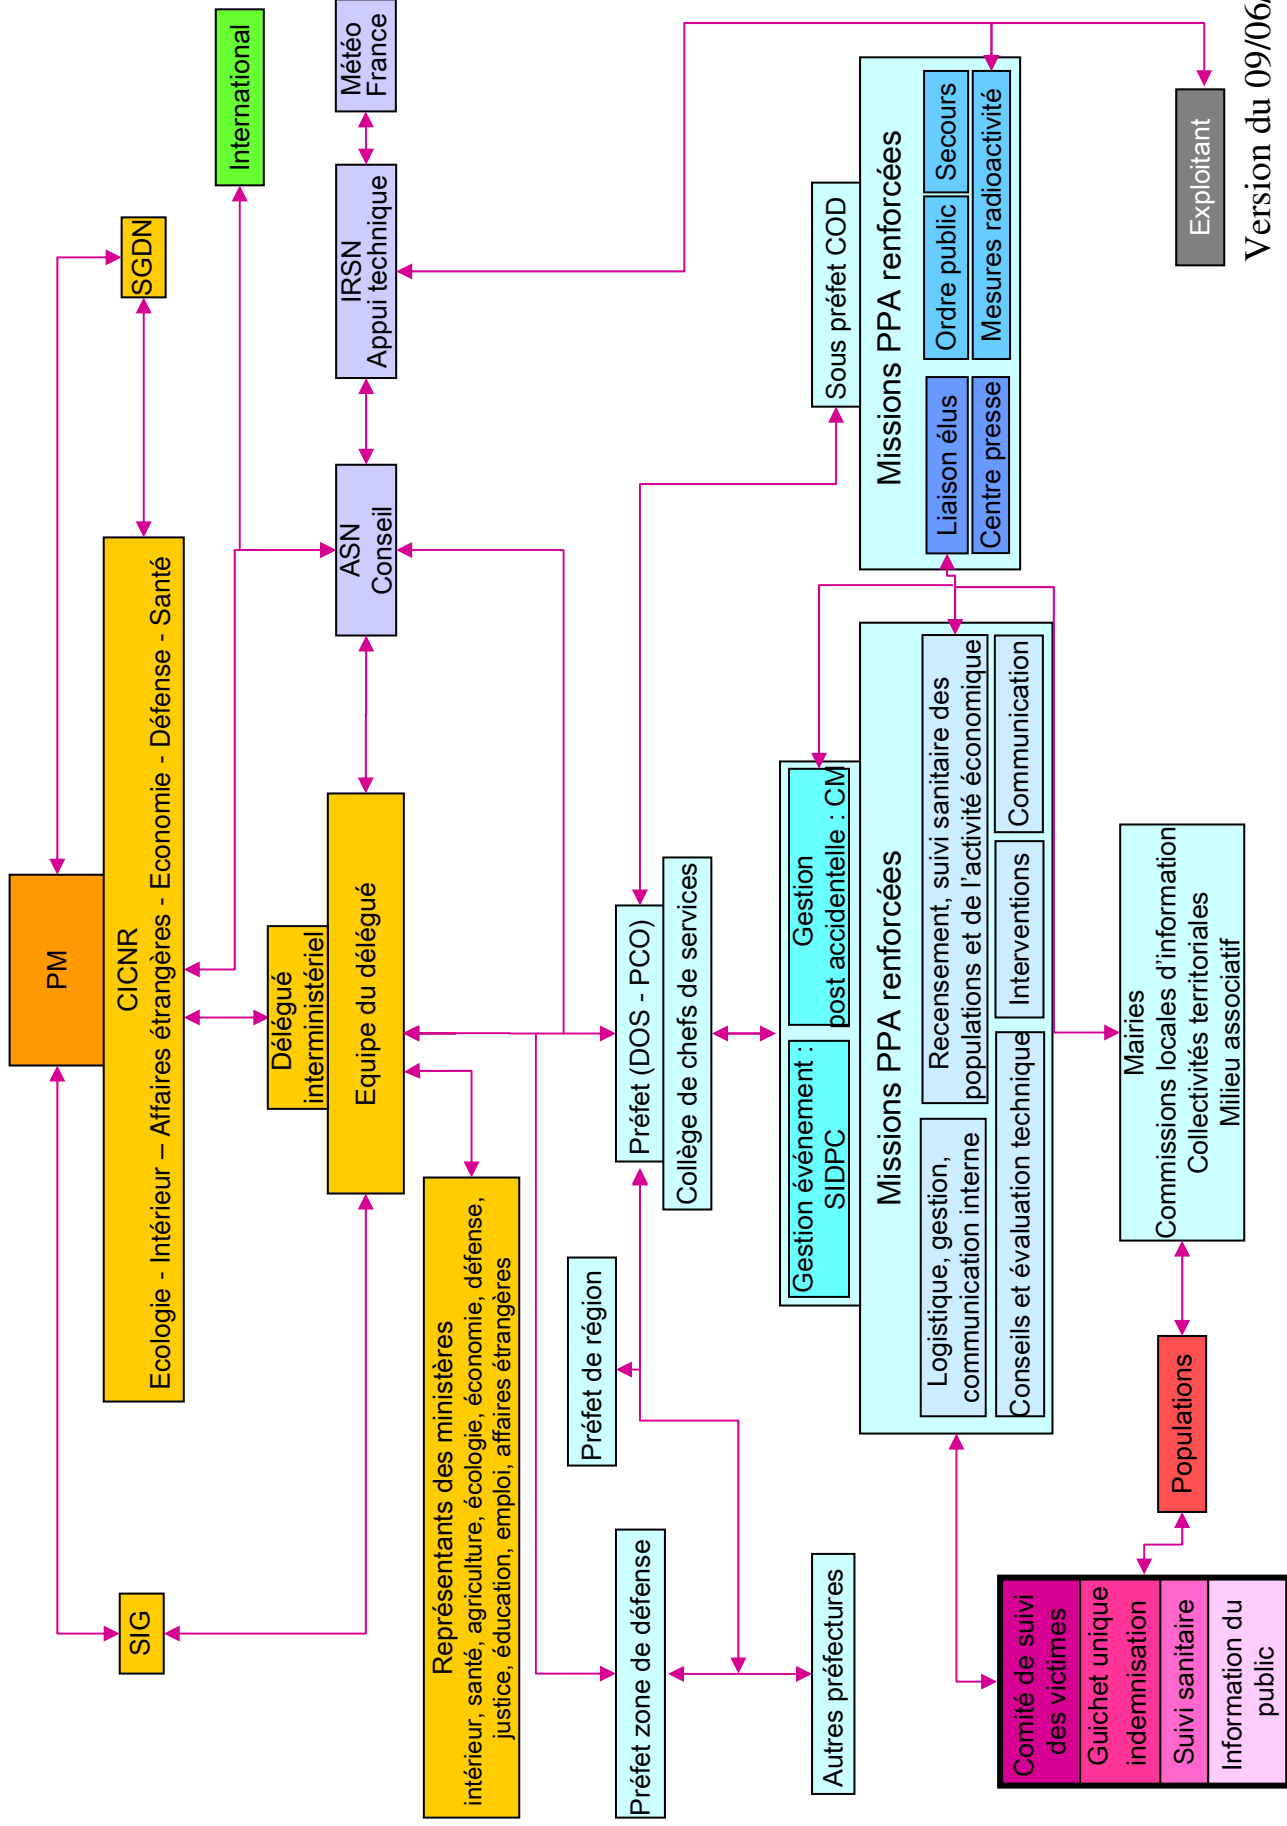 PM
CICNR
Ecologie - Intérieur – Affaires étrangères - Economie - Défense - Santé
SIG
SGDN
International
Délégué
interministériel
Equipe du délégué
ASN
Conseil
IRSN
Appui technique
Météo
France
Représentants des ministères
intérieur, santé, agriculture, écologie, économie, défense,
justice, éducation, emploi, affaires étrangères
Préfet de région
Préfet zone de défense
Autres préfectures
Préfet (DOS - PCO)
Collège de chefs de services
Sous préfet COD
Gestion événement :
SIDPC
Gestion
post accidentelle : CM
Missions PPA renforcées
Logistique, gestion,
communication interne
Recensement, suivi sanitaire des
populations et de l'activité économique
Conseils et évaluation technique
Interventions
Communication
Missions PPA renforcées
Liaison élus
Ordre public
Secours
Centre presse
Mesures radioactivité
Comité de suivi
des victimes
Guichet unique
indemnisation
Suivi sanitaire
Information du
public
Populations
Mairies
Commissions locales d'information
Collectivités territoriales
Milieu associatif
Exploitant
Version du 09/06/